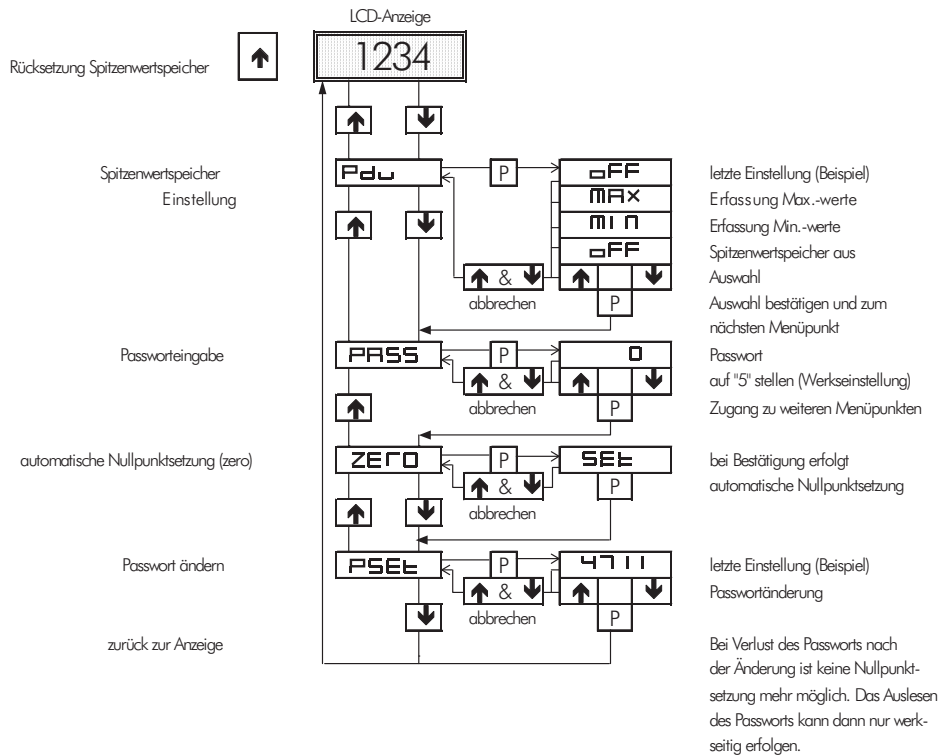 LCD-Anzeige
1234
Rücksetzung Spitzenwertspeicher
Spitzenwertspeicher
Einstellung
Pdv
P
oFF
letzte Einstellung (Beispiel)
MAX
Erfassung Max.-werte
MIN
Erfassung Min.-werte
oFF
Spitzenwertspeicher aus
&
Auswahl
abbrechen
P
Auswahl bestätigen und zum
nächsten Menüpunkt
Passworteingabe
PASS
P
0
Passwort
&
auf "5" stellen (Werkseinstellung)
abbrechen
P
Zugang zu weiteren Menüpunkten
automatische Nullpunktsetzung (zero)
ZErO
P
SEt
bei Bestätigung erfolgt
&
P
automatische Nullpunktsetzung
abbrechen
Passwort ändern
PSEt
P
4711
letzte Einstellung (Beispiel)
&
Passwortänderung
abbrechen
P
zurück zur Anzeige
Bei Verlust des Passworts nach
der Änderung ist keine Nullpunkt-
setzung mehr möglich. Das Auslesen
des Passworts kann dann nur werk-
seitig erfolgen.